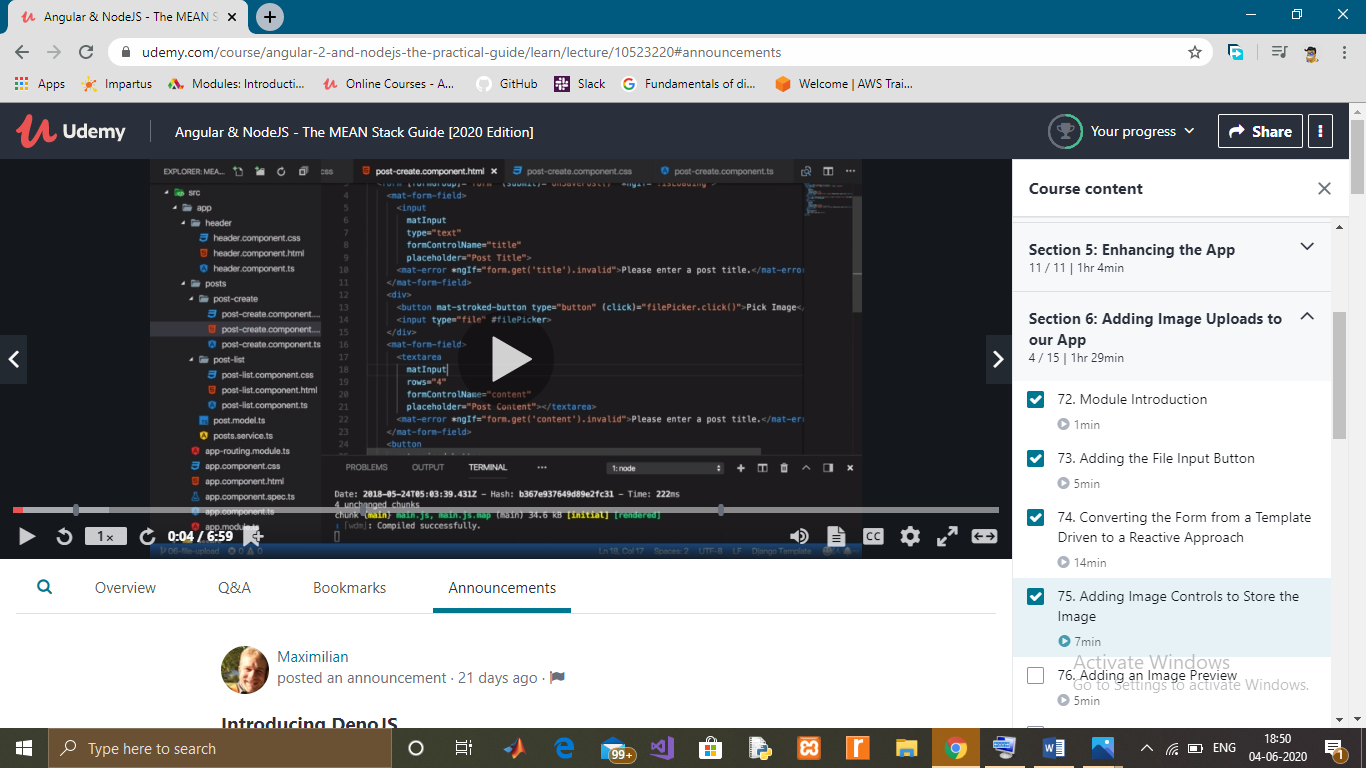 Angular & NodeJS - The MEAN S
udemy.com/course/angular-2-and-nodejs-the-practical-guide/learn/lecture/10523220#announcements
Apps Impartus Modules: Introducti... Online Courses - A... GitHub Slack Fundamentals of di... Welcome | AWS Trai...
Udemy Angular & NodeJS - The MEAN Stack Guide [2020 Edition] Your progress Share
EXPLORER: MEA... css post-create.component.html post-create.component.css post-create.component.ts
src
app
header
header.component.css
header.component.html
header.component.ts
posts
post-create
post-create.component....
post-create.component....
post-create.component.ts
post-list
post-list.component.css
post-list.component.html
post-list.component.ts
post.model.ts
posts.service.ts
app-routing.module.ts
app.component.css
app.component.html
app.component.spec.ts
app.component.ts
app.module.ts
4 <mat-form-field>
5 <input
6 matInput
7 type="text"
8 formControlName="title"
9 placeholder="Post Title">
10 <mat-error *ngIf="form.get('title').invalid">Please enter a post title.</mat-erro
11 </mat-form-field>
12 <div>
13 <button mat-stroked-button type="button" (click)="filePicker.click()">Pick Image<
14 <input type="file" #filePicker>
15 </div>
16 <mat-form-field>
17 <textarea
18 matInput
19 rows="4"
20 formControlName="content"
21 placeholder="Post Content"></textarea>
22 <mat-error *ngIf="form.get('content').invalid">Please enter a post title.</mat-er
23 </mat-form-field>
24 <button
PROBLEMS OUTPUT TERMINAL ... 1: node
Date: 2018-05-24T05:03:39.431Z - Hash: b367e937649d89e2fc31 - Time: 222ms
4 unchanged chunks
chunk {main} main.js, main.js.map (main) 34.6 kB [initial] [rendered]
i [wdm]: Compiled successfully.
1x 0:04 / 6:59 CC
06-file-upload 0 0 Ln 18, Col 17 Spaces: 2 UTF-8 LF Django Template
Overview Q&A Bookmarks Announcements
Maximilian
posted an announcement · 21 days ago ·
Introducing DenoJS
Course content
Section 5: Enhancing the App
11 / 11 | 1hr 4min
Section 6: Adding Image Uploads to
our App
4 / 15 | 1hr 29min
72. Module Introduction
1min
73. Adding the File Input Button
5min
74. Converting the Form from a Template
Driven to a Reactive Approach
14min
75. Adding Image Controls to Store the
Image
7min
Activate Windows
76. Adding an Image Preview
Go to Settings to activate Windows.
5min
Type here to search
99+
ENG
18:50
04-06-2020
1